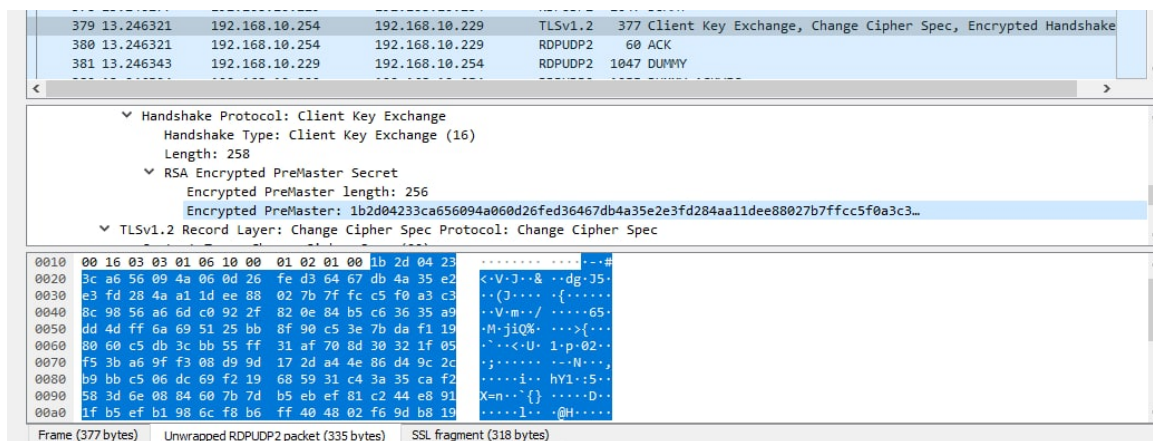 379 13.246321 192.168.10.254 192.168.10.229 TLSv1.2 377 Client Key Exchange, Change Cipher Spec, Encrypted Handshake
380 13.246321 192.168.10.254 192.168.10.229 RDPUDP2 60 ACK
381 13.246343 192.168.10.229 192.168.10.254 RDPUDP2 1047 DUMMY
Handshake Protocol: Client Key Exchange
Handshake Type: Client Key Exchange (16)
Length: 258
RSA Encrypted PreMaster Secret
Encrypted PreMaster length: 256
Encrypted PreMaster: 1b2d04233ca656094a060d26fed36467db4a35e2e3fd284aa11dee88027b7ffcc5f0a3c3…
TLSv1.2 Record Layer: Change Cipher Spec Protocol: Change Cipher Spec
0010 00 16 03 03 01 06 10 00 01 02 01 00 1b 2d 04 23 ········ ·····-·#
0020 3c a6 56 09 4a 06 0d 26 fe d3 64 67 db 4a 35 e2 <·V·J··& ··dg·J5·
0030 e3 fd 28 4a a1 1d ee 88 02 7b 7f fc c5 f0 a3 c3 ··(J···· ·{······
0040 8c 98 56 a6 6d c0 92 2f 82 0e 84 b5 c6 36 35 a9 ··V·m··/ ·····65·
0050 dd 4d ff 6a 69 51 25 bb 8f 90 c5 3e 7b da f1 19 ·M·jiQ%· ···>{···
0060 80 60 c5 db 3c bb 55 ff 31 af 70 8d 30 32 1f 05 ·`··<·U· 1·p·02··
0070 f5 3b a6 9f f3 08 d9 9d 17 2d a4 4e 86 d4 9c 2c ·;······ ·-·N···,
0080 b9 bb c5 06 dc 69 f2 19 68 59 31 c4 3a 35 ca f2 ·····i·· hY1·:5··
0090 58 3d 6e 08 84 60 7b 7d b5 eb ef 81 c2 44 e8 91 X=n··`{} ·····D··
00a0 1f b5 ef b1 98 6c f8 b6 ff 40 48 02 f6 9d b8 19 ·····l·· ·@H·····
Frame (377 bytes) Unwrapped RDPUDP2 packet (335 bytes) SSL fragment (318 bytes)